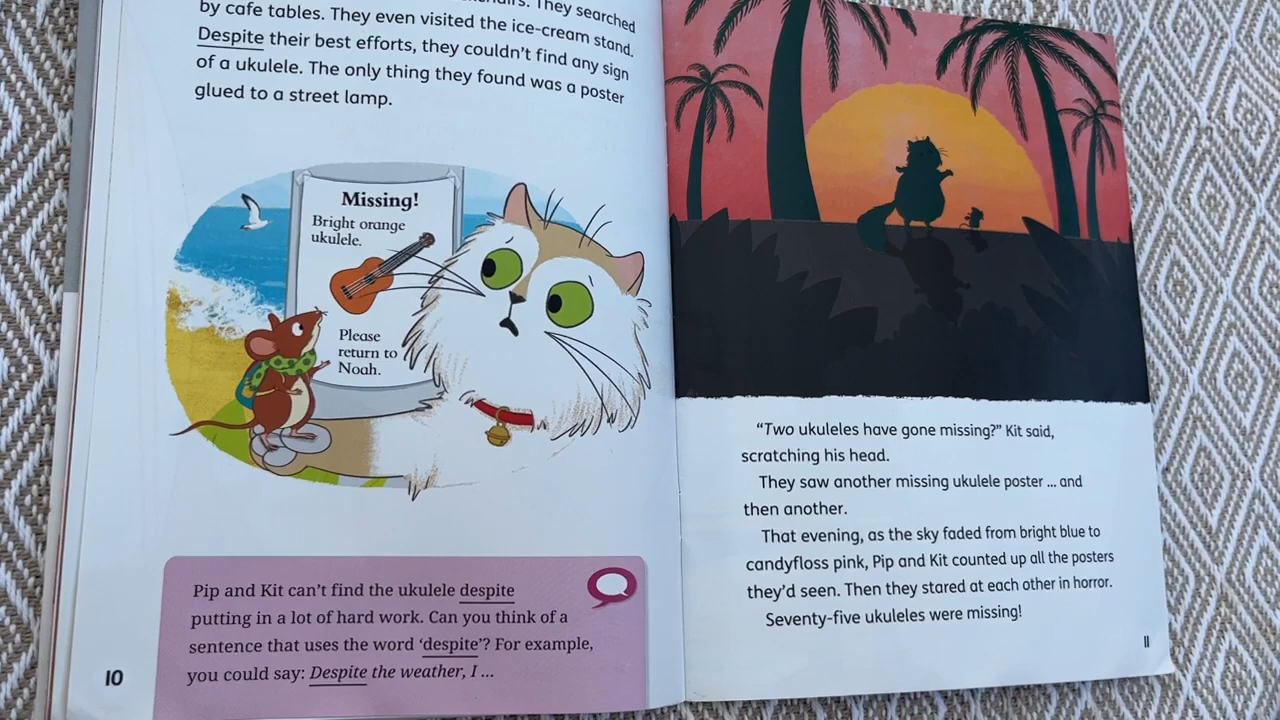 They searched
by cafe tables. They even visited the ice-cream stand.
Despite their best efforts, they couldn't find any sign
of a ukulele. The only thing they found was a poster
glued to a street lamp.
Missing!
Bright orange
ukulele.
Please
return to
Noah.
Pip and Kit can't find the ukulele despite
putting in a lot of hard work. Can you think of a
sentence that uses the word ‘despite’? For example,
you could say: Despite the weather, I ...
10
“Two ukuleles have gone missing?” Kit said,
scratching his head.
They saw another missing ukulele poster ... and
then another.
That evening, as the sky faded from bright blue to
candyfloss pink, Pip and Kit counted up all the posters
they'd seen. Then they stared at each other in horror.
Seventy-five ukuleles were missing!
11